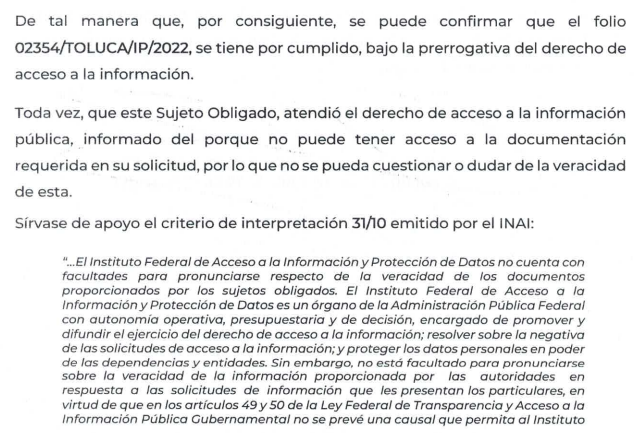 De tal manera que, por consiguiente, se puede confirmar que el folio
02354/TOLUCA/IP/2022, se tiene por cumplido, bajo la prerrogativa del derecho de
acceso a la información.
Toda vez, que este Sujeto Obligado, atendió el derecho de acceso a la información
pública, informado del porque no puede tener acceso a la documentación
requerida en su solicitud, por lo que no se pueda cuestionar o dudar de la veracidad
de esta.
Sírvase de apoyo el criterio de interpretación 31/10 emitido por el INAI:
"...El Instituto Federal de Acceso a la Información y Protección de Datos no cuenta con
facultades para pronunciarse respecto de la veracidad de los documentos
proporcionados por los sujetos obligados. El Instituto Federal de Acceso a la
Información y Protección de Datos es un órgano de la Administración Pública Federal
con autonomía operativa, presupuestaria y de decisión, encargado de promover y
difundir el ejercicio del derecho de acceso a la información; resolver sobre la negativa
de las solicitudes de acceso a la información; y proteger los datos personales en poder
de las dependencias y entidades. Sin embargo, no está facultado para pronunciarse
sobre la veracidad de la información proporcionada por las autoridades en
respuesta a las solicitudes de información que les presentan los particulares, en
virtud de que en los artículos 49 y 50 de la Ley Federal de Transparencia y Acceso a la
Información Pública Gubernamental no se prevé una causal que permita al Instituto